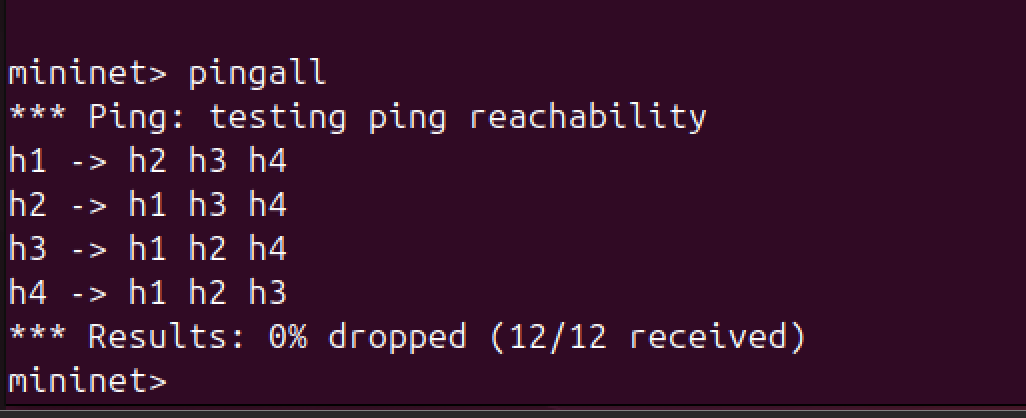 mininet> pingall
*** Ping: testing ping reachability
h1 -> h2 h3 h4
h2 -> h1 h3 h4
h3 -> h1 h2 h4
h4 -> h1 h2 h3
*** Results: 0% dropped (12/12 received)
mininet>